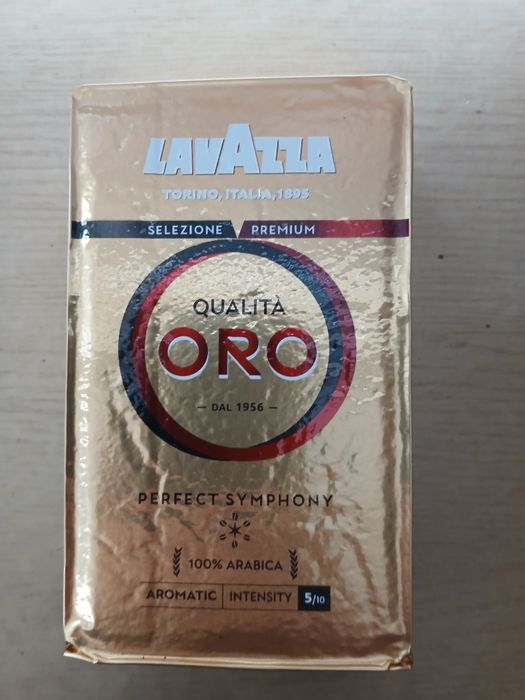 LAVAZZA
TORINO, ITALIA, 1895
SELEZIONE PREMIUM
QUALITÀ
ORO
— DAL 1956 —
PERFECT SYMPHONY
100% ARABICA
AROMATIC INTENSITY 5/10